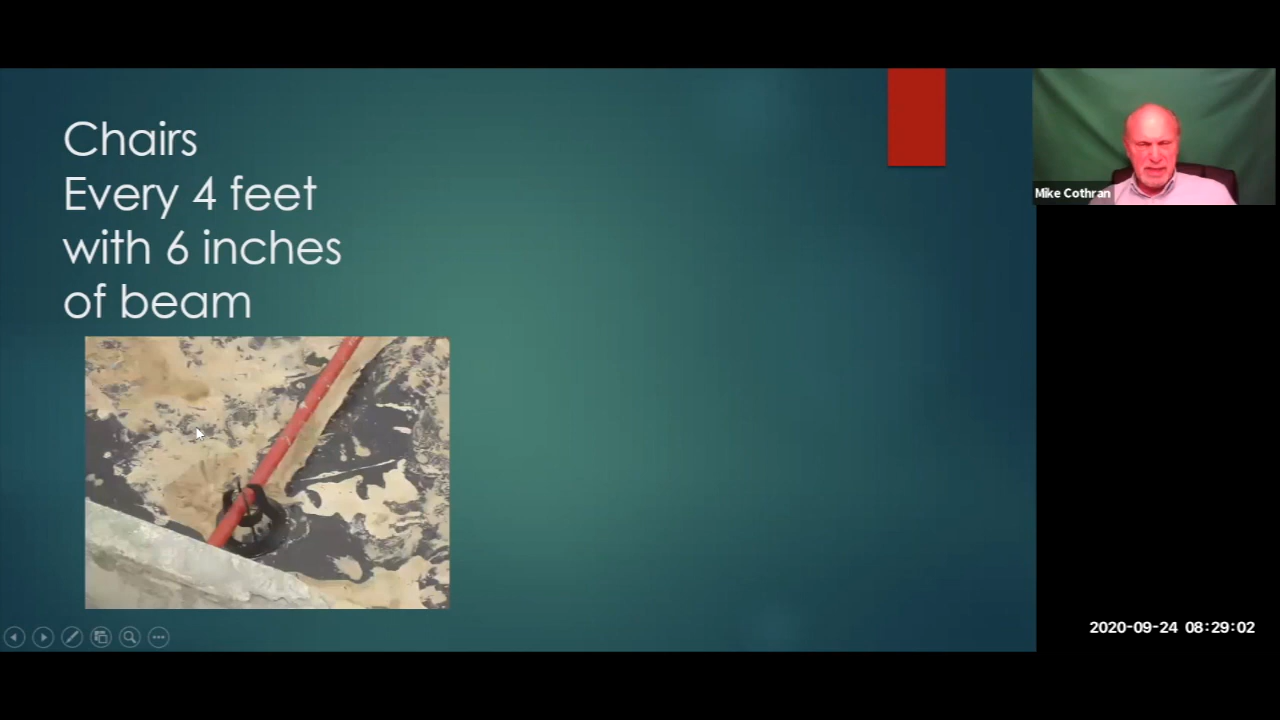 Chairs
Every 4 feet
with 6 inches
of beam
Mike Cothran
2020-09-24 08:29:02